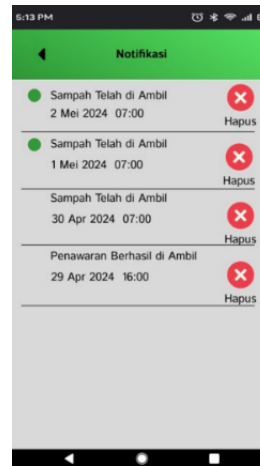 5:13 PM
Notifikasi
Sampah Telah di Ambil
2 Mei 2024 07:00
Hapus
Sampah Telah di Ambil
1 Mei 2024 07:00
Hapus
Sampah Telah di Ambil
30 Apr 2024 07:00
Hapus
Penawaran Berhasil di Ambil
29 Apr 2024 16:00
Hapus